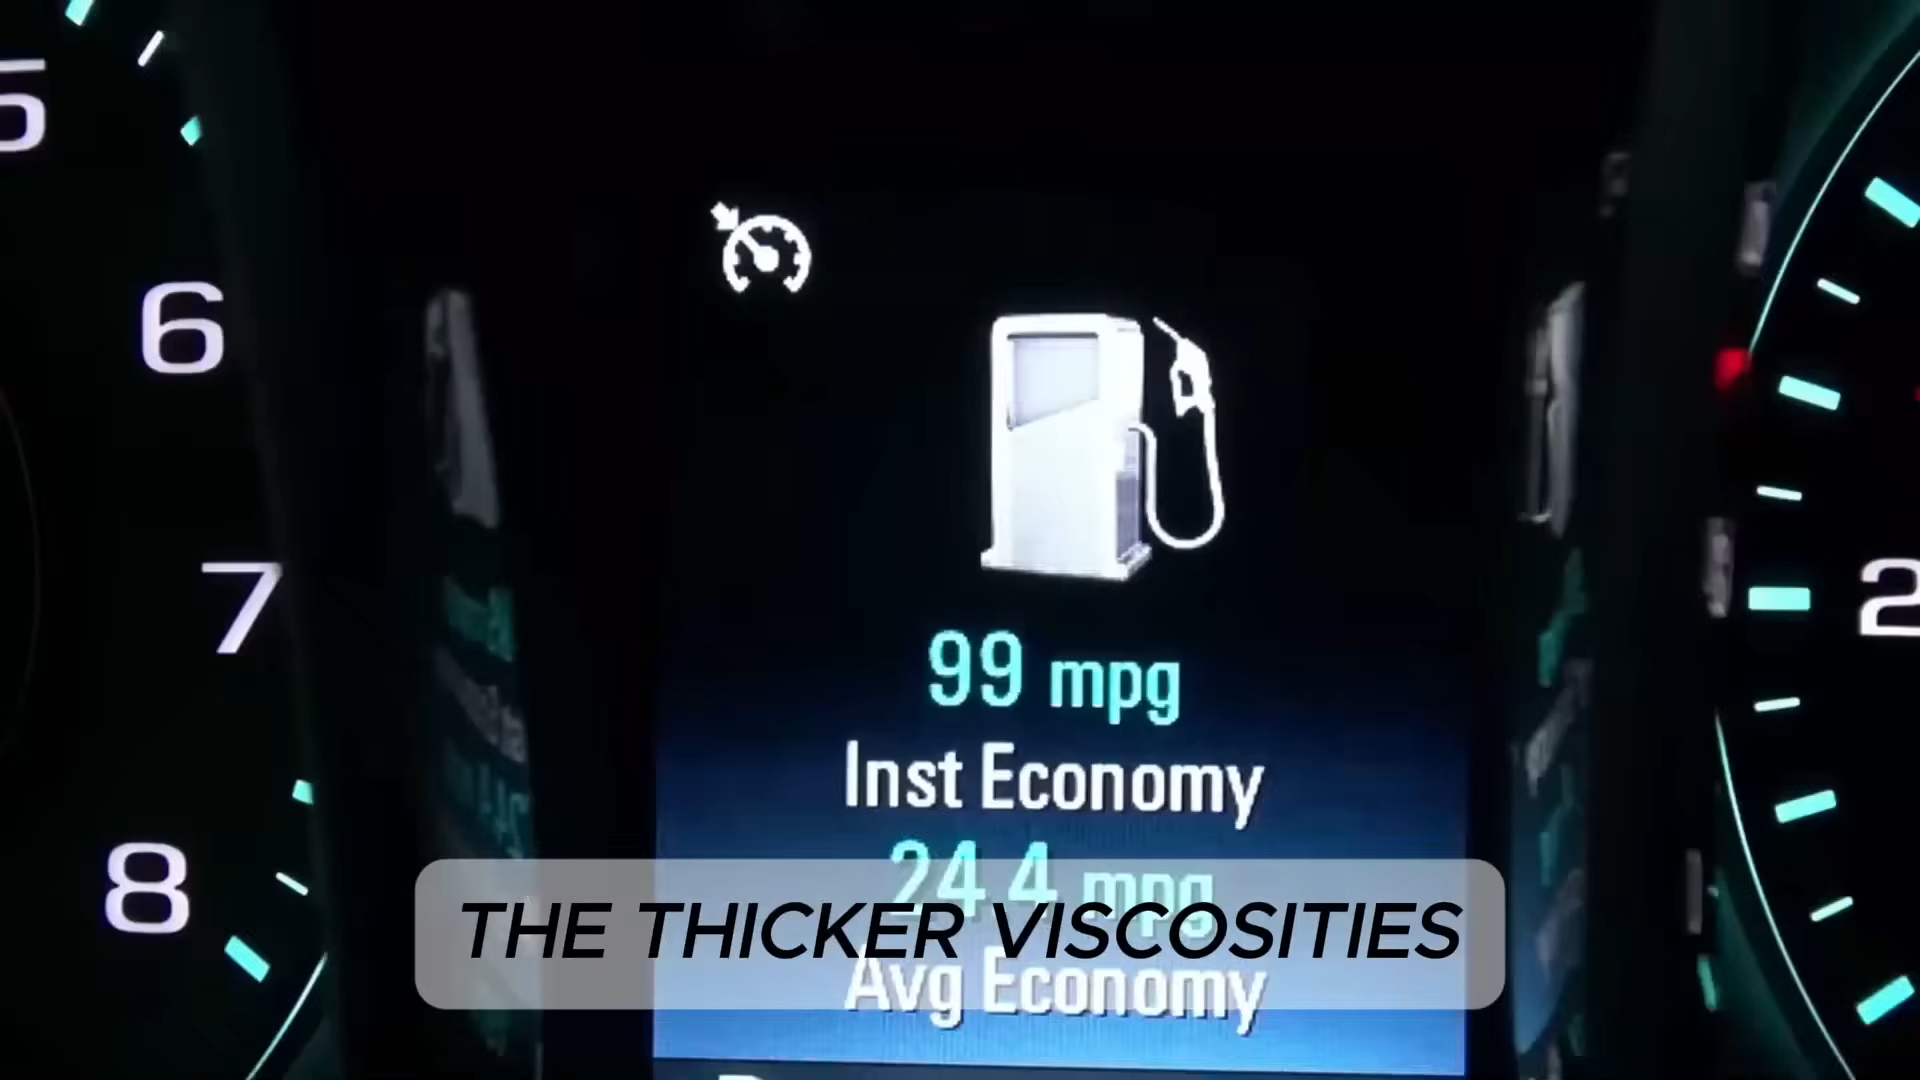 5
6
7
8
2
99 mpg
Inst Economy
24.4 mpg
THE THICKER VISCOSITIES
Avg Economy